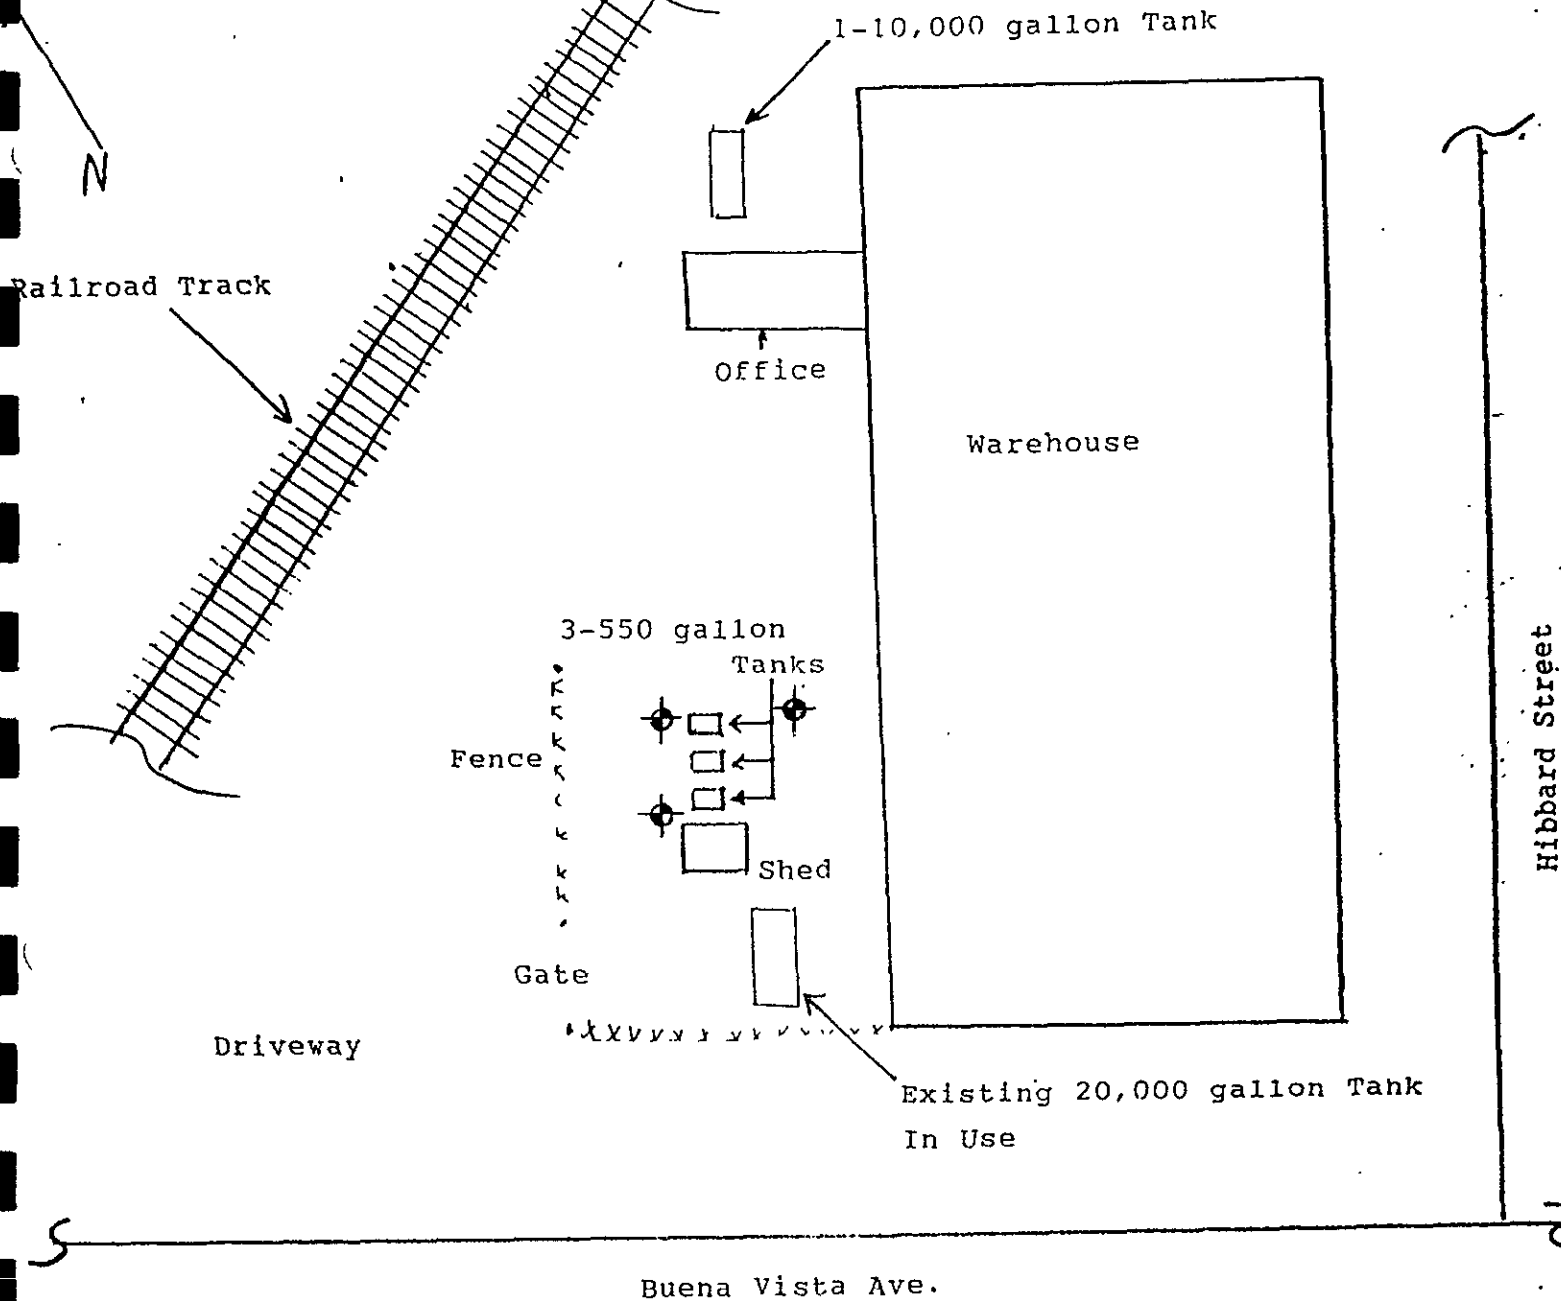 1-10,000 gallon Tank
N
Railroad Track
Office
Warehouse
3-550 gallon
Tanks
Fence
Shed
Gate
Driveway
Existing 20,000 gallon Tank
In Use
Hibbard Street
Buena Vista Ave.